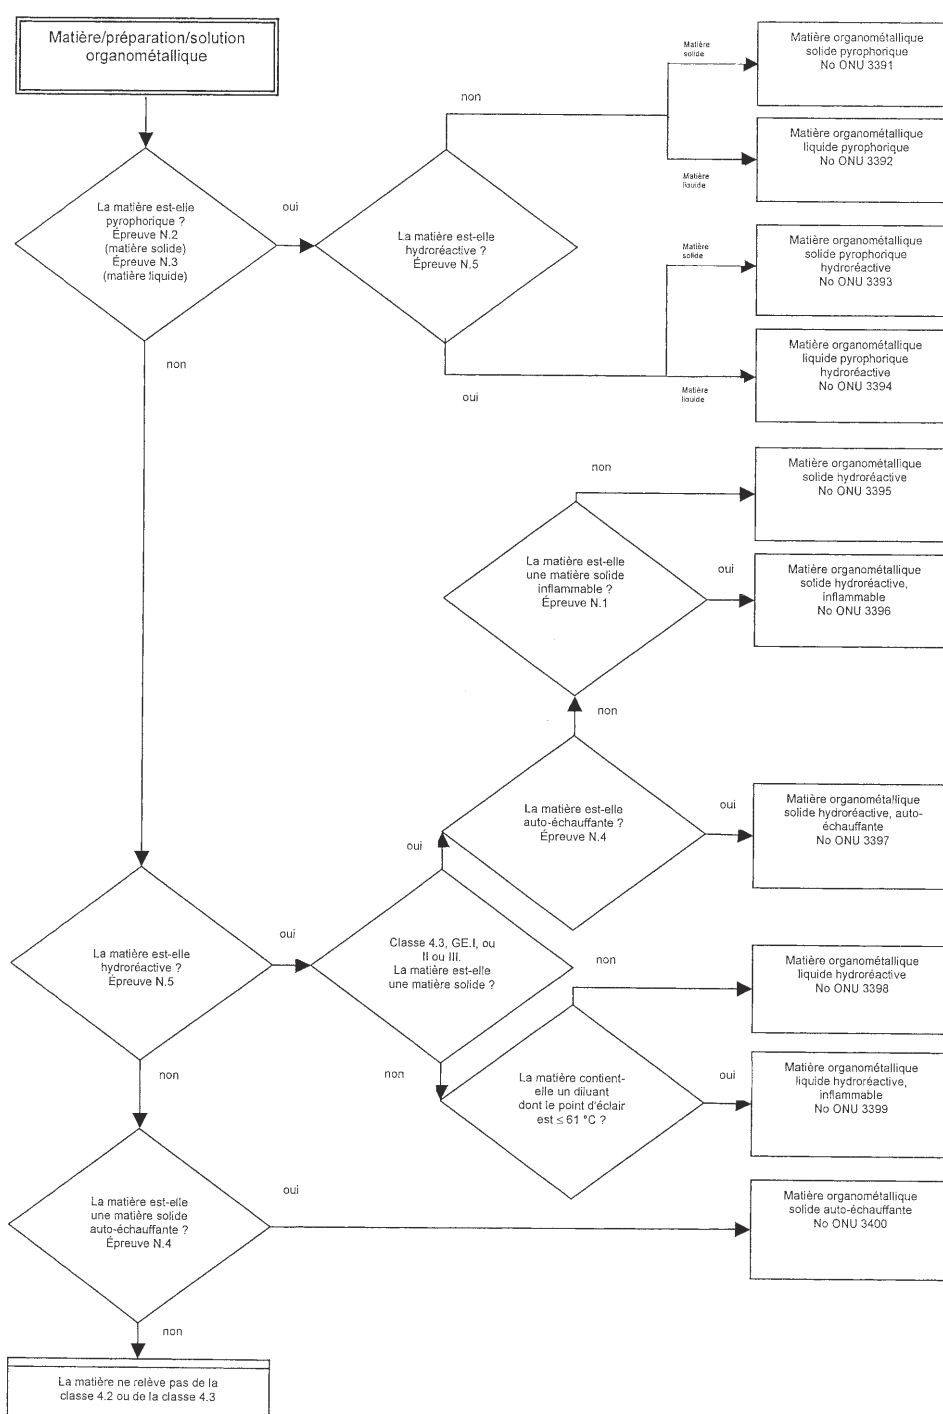 Matière/préparation/solution
organométallique
Matière
solide
Matière organométallique
solide pyrophorique
No ONU 3391
non
Matière organométallique
liquide pyrophorique
No ONU 3392
Matière
liquide
La matière est-elle
pyrophorique ?
Épreuve N.2
(matière solide)
Épreuve N.3
(matière liquide)
oui
La matière est-elle
hydroréactive ?
Épreuve N.5
Matière
solide
Matière organométallique
solide pyrophorique
hydroréactive
No ONU 3393
non
Matière organométallique
liquide pyrophorique
hydroréactive
No ONU 3394
oui
Matière
liquide
non
Matière organométallique
solide hydroréactive
No ONU 3395
La matière est-elle
une matière solide
inflammable ?
Épreuve N.1
oui
Matière organométallique
solide hydroréactive,
inflammable
No ONU 3396
non
La matière est-elle
auto-échauffante ?
Épreuve N.4
oui
Matière organométallique
solide hydroréactive, auto-
échauffante
No ONU 3397
oui
La matière est-elle
hydroréactive ?
Épreuve N.5
oui
Classe 4.3, GE.I, ou
II ou III.
La matière est-elle
une matière solide ?
non
Matière organométallique
liquide hydroréactive
No ONU 3398
non
non
La matière contient-
elle un diluant
dont le point d'éclair
est ≤ 61 °C ?
oui
Matière organométallique
liquide hydroréactive,
inflammable
No ONU 3399
La matière est-elle
une matière solide
auto-échauffante ?
Épreuve N.4
oui
Matière organométallique
solide auto-échauffante
No ONU 3400
non
La matière ne relève pas de la
classe 4.2 ou de la classe 4.3